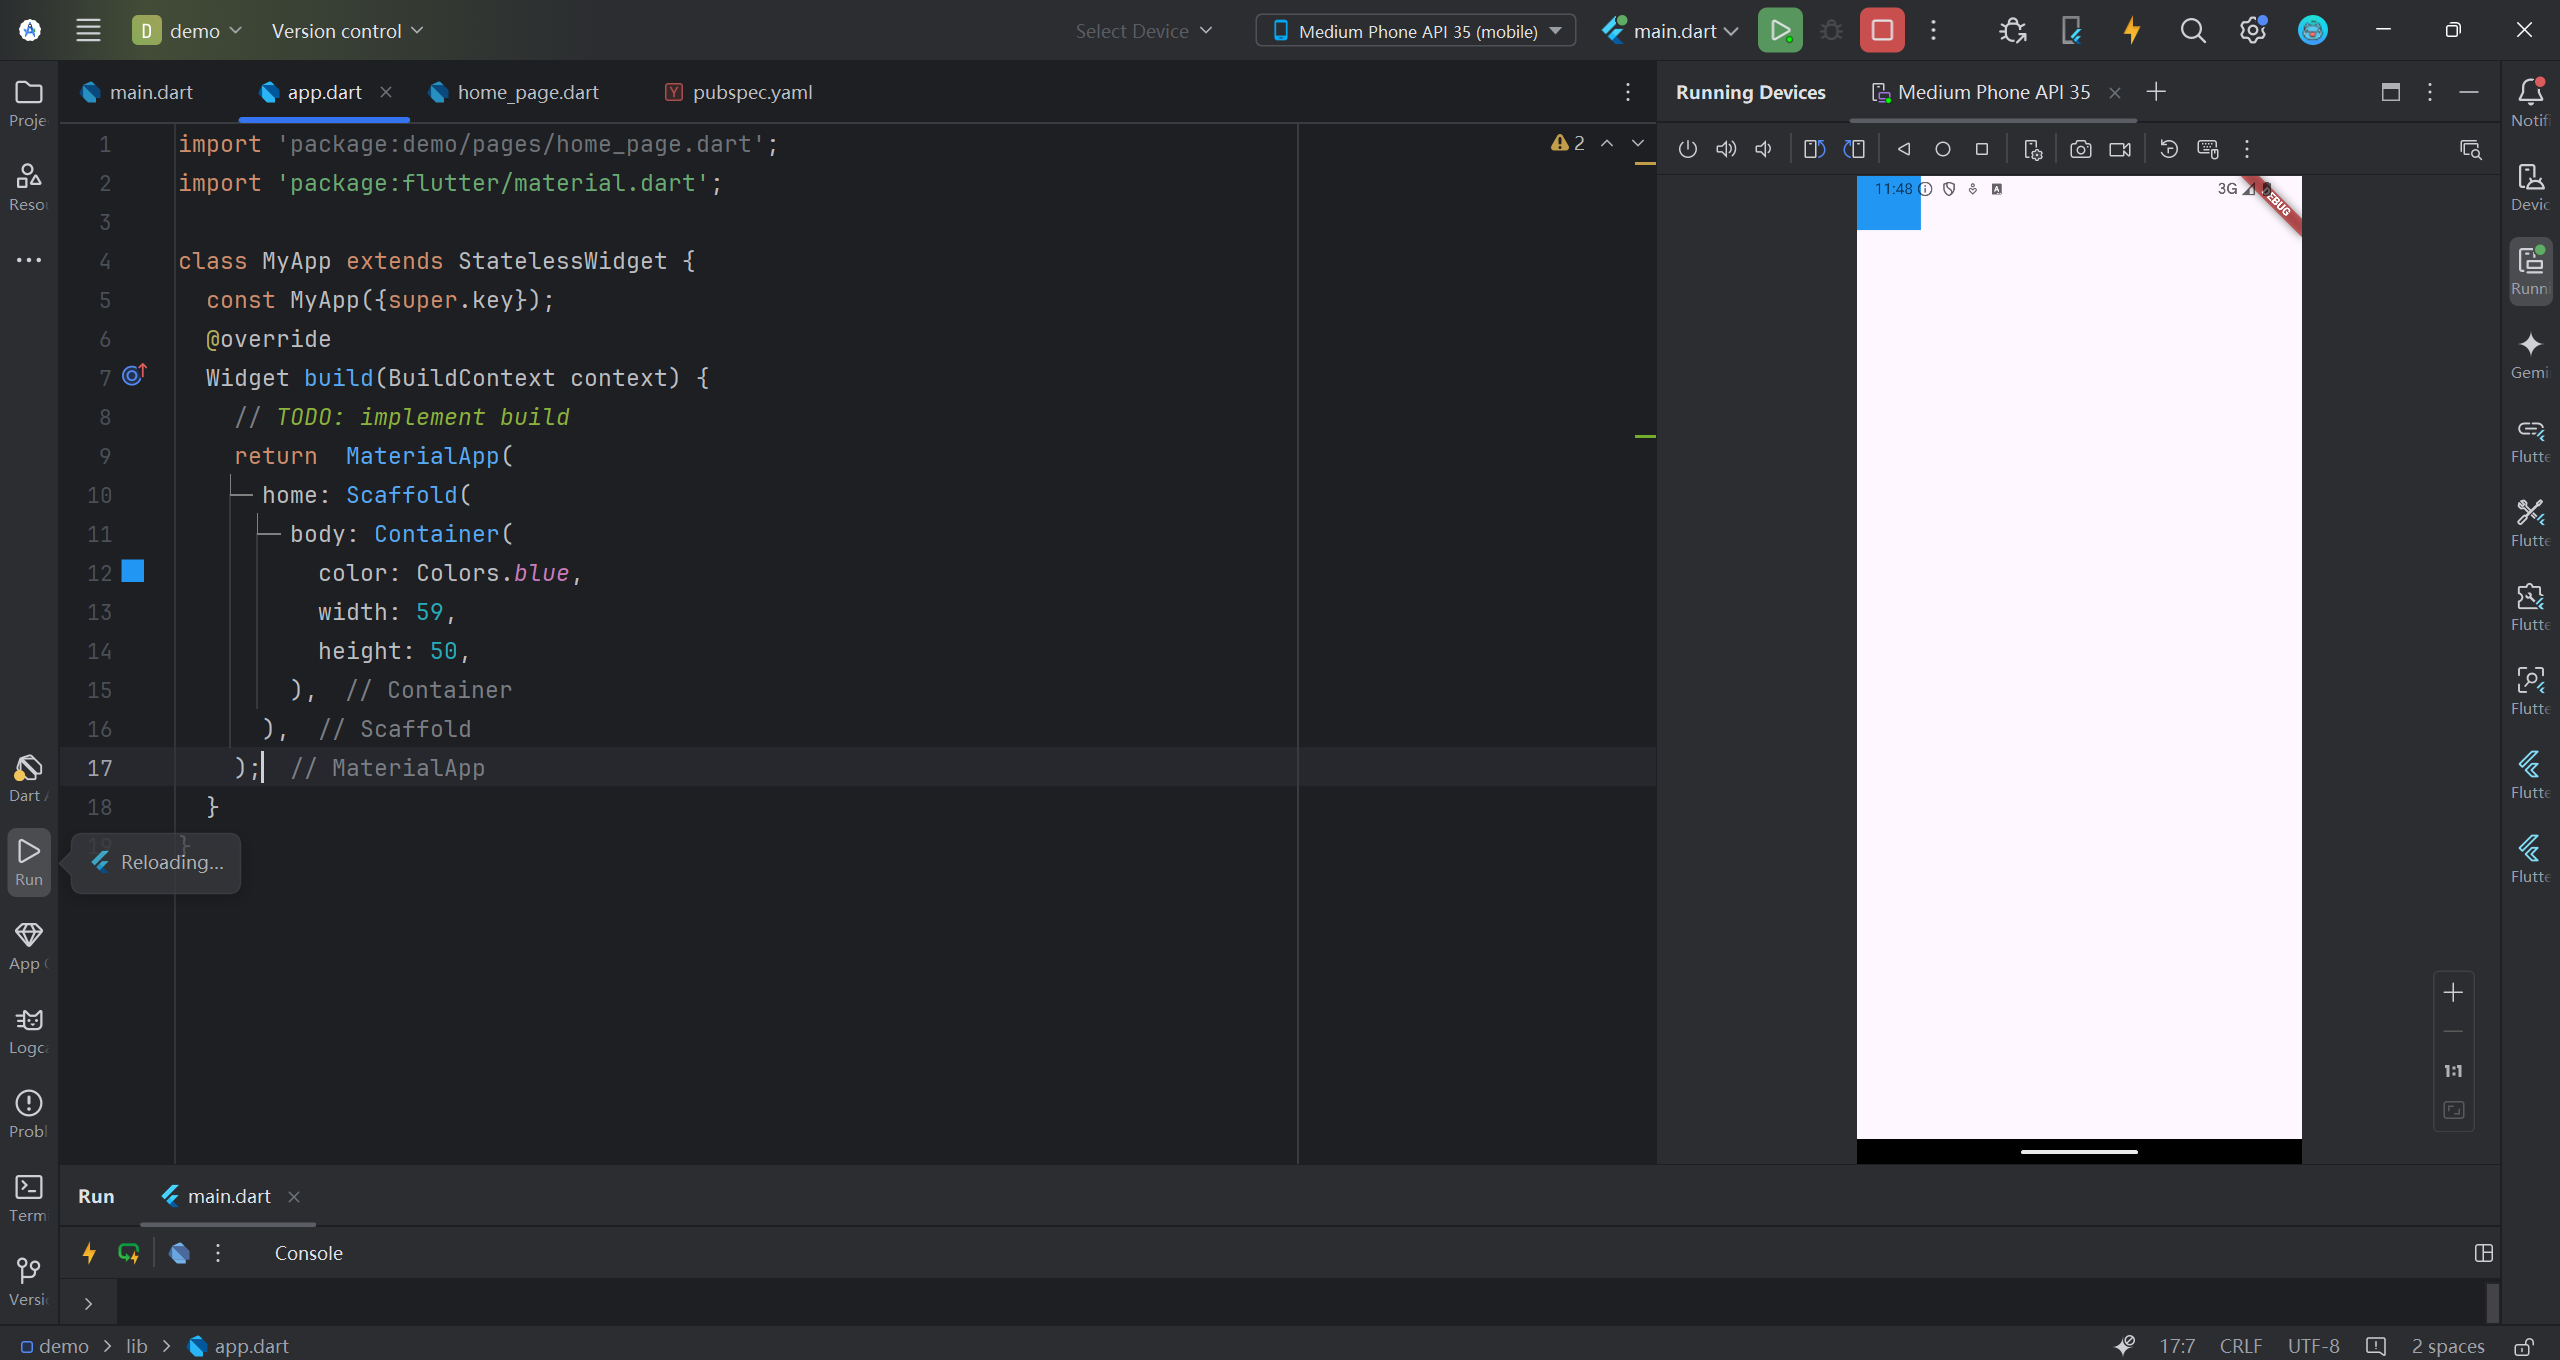 D demo
Version control
Select Device
Medium Phone API 35 (mobile)
main.dart
main.dart
app.dart
home_page.dart
pubspec.yaml
Running Devices
Medium Phone API 35
Proje
Reso
Dart A
Run
App
Logc
Probl
Term
Versi
1 import 'package:demo/pages/home_page.dart';
2 import 'package:flutter/material.dart';
3
4 class MyApp extends StatelessWidget {
5 const MyApp({super.key});
6 @override
7 Widget build(BuildContext context) {
8 // TODO: implement build
9 return MaterialApp(
10 home: Scaffold(
11 body: Container(
12 color: Colors.blue,
13 width: 59,
14 height: 50,
15 ), // Container
16 ), // Scaffold
17 ); // MaterialApp
18 }
19 }
2
Reloading...
11:48
3G
EBUG
1:1
Notif
Devic
Runn
Gemi
Flutte
Flutte
Flutte
Flutte
Flutte
Flutte
Run
main.dart
Console
demo > lib > app.dart
17:7 CRLF UTF-8 2 spaces